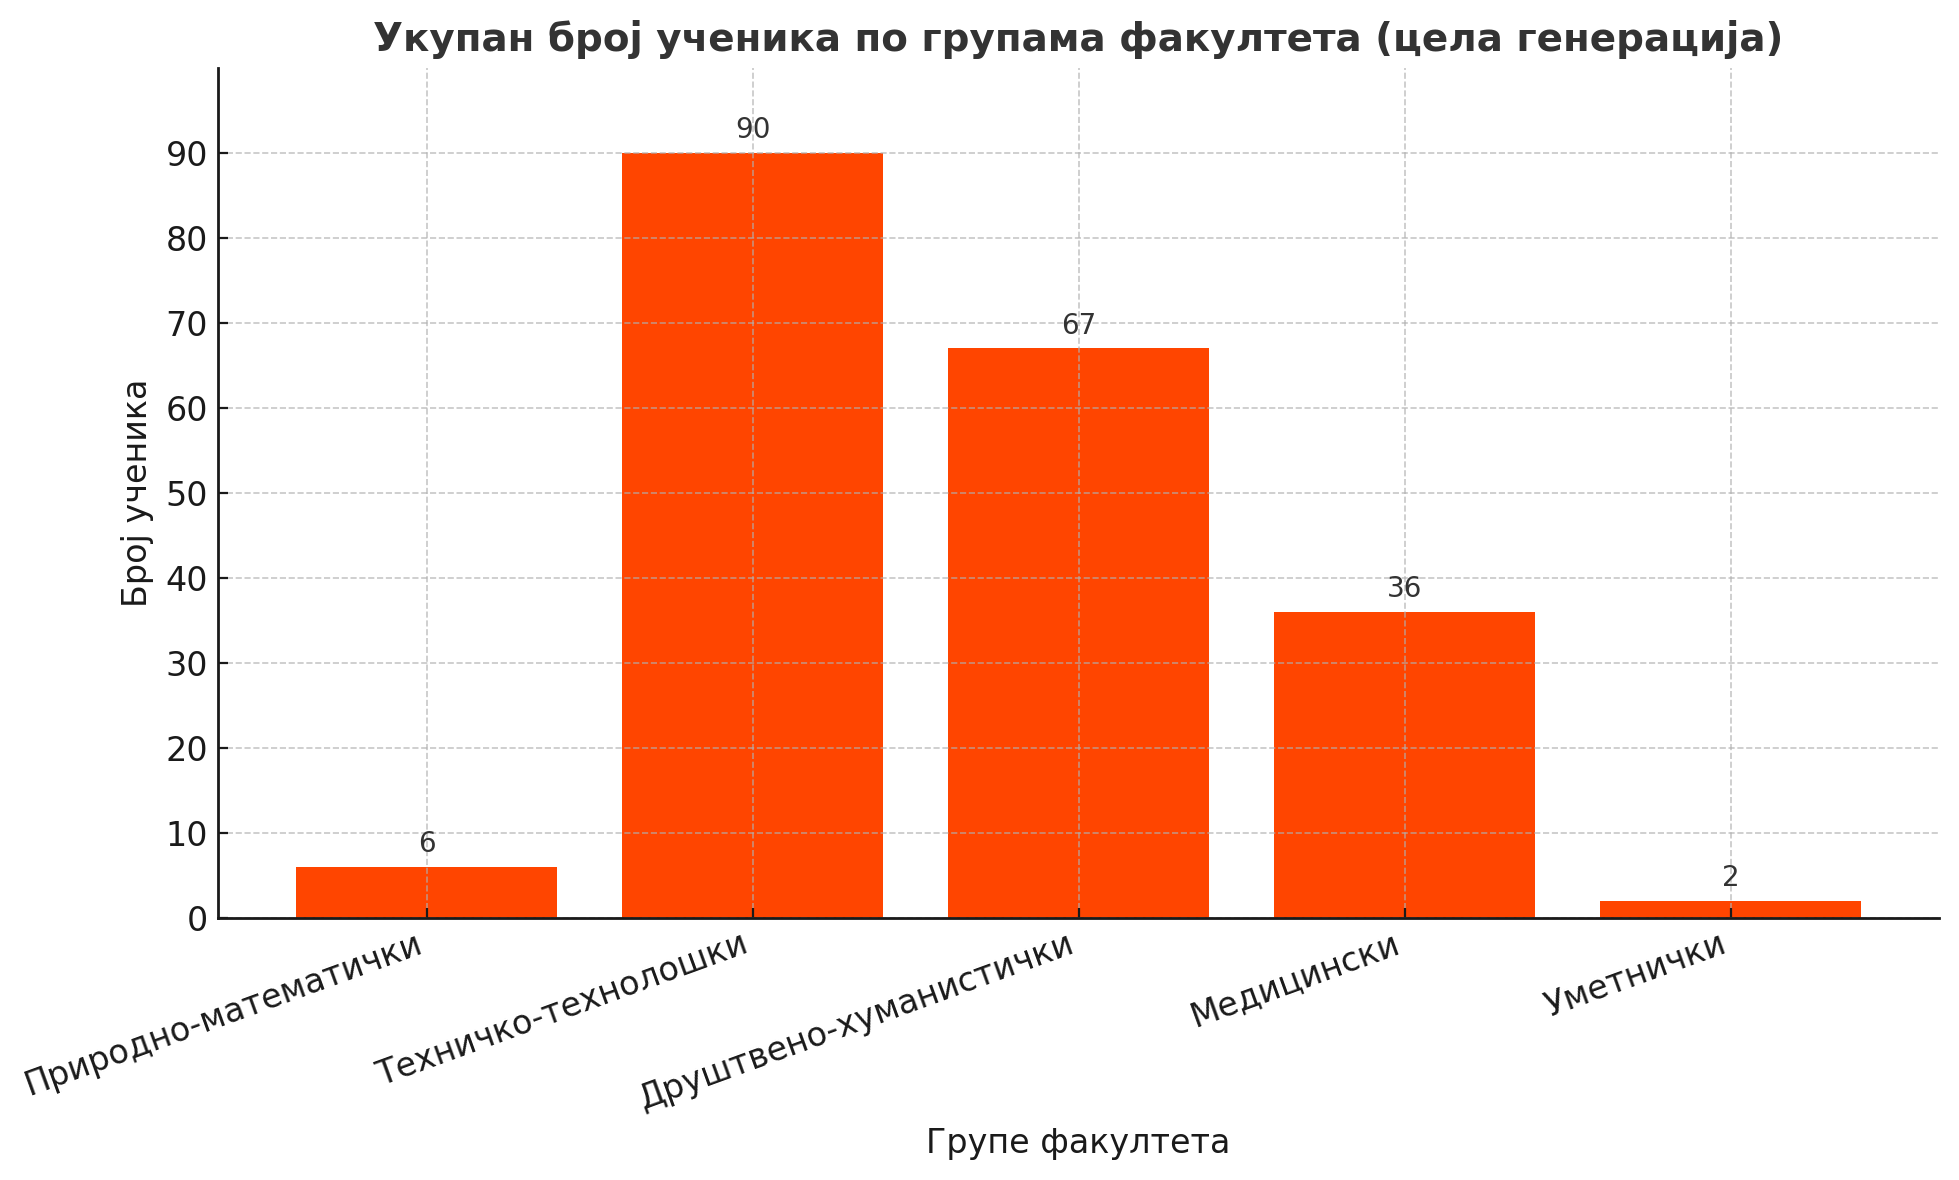 Укупан број ученика по групама факултета (цела генерација)
Број ученика
90
80
70
60
50
40
30
20
10
0
6
90
67
36
2
Природно-математички
Техничко-технолошки
Друштвено-хуманистички
Медицински
Уметнички
Групе факултета